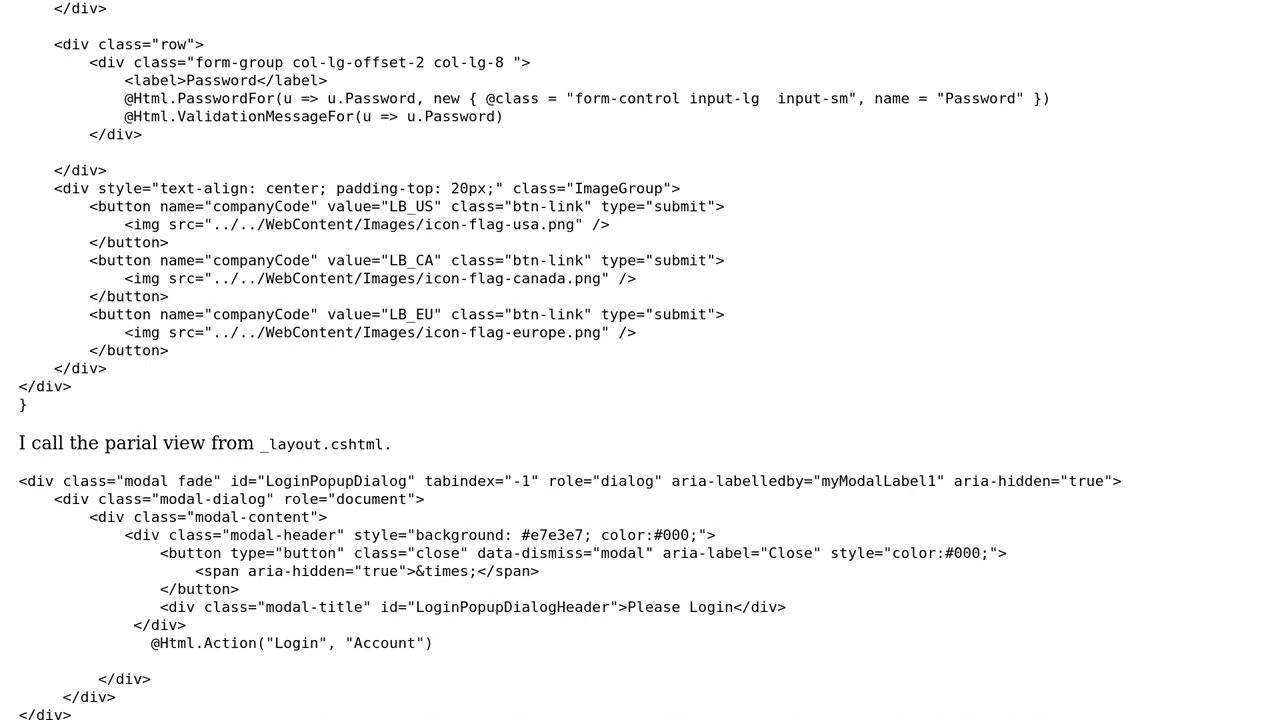 </div>
<div class="row">
<div class="form-group col-lg-offset-2 col-lg-8 ">
<label>Password</label>
@Html.PasswordFor(u => u.Password, new { @class = "form-control input-lg  input-sm", name = "Password" })
@Html.ValidationMessageFor(u => u.Password)
</div>
</div>
<div style="text-align: center; padding-top: 20px;" class="ImageGroup">
<button name="companyCode" value="LB_US" class="btn-link" type="submit">
<img src="../../WebContent/Images/icon-flag-usa.png" />
</button>
<button name="companyCode" value="LB_CA" class="btn-link" type="submit">
<img src="../../WebContent/Images/icon-flag-canada.png" />
</button>
<button name="companyCode" value="LB_EU" class="btn-link" type="submit">
<img src="../../WebContent/Images/icon-flag-europe.png" />
</button>
</div>
</div>
}
I call the parial view from _layout.cshtml.
<div class="modal fade" id="LoginPopupDialog" tabindex="-1" role="dialog" aria-labelledby="myModalLabel1" aria-hidden="true">
<div class="modal-dialog" role="document">
<div class="modal-content">
<div class="modal-header" style="background: #e7e3e7; color:#000;">
<button type="button" class="close" data-dismiss="modal" aria-label="Close" style="color:#000;">
<span aria-hidden="true">&times;</span>
</button>
<div class="modal-title" id="LoginPopupDialogHeader">Please Login</div>
</div>
@Html.Action("Login", "Account")
</div>
</div>
</div>